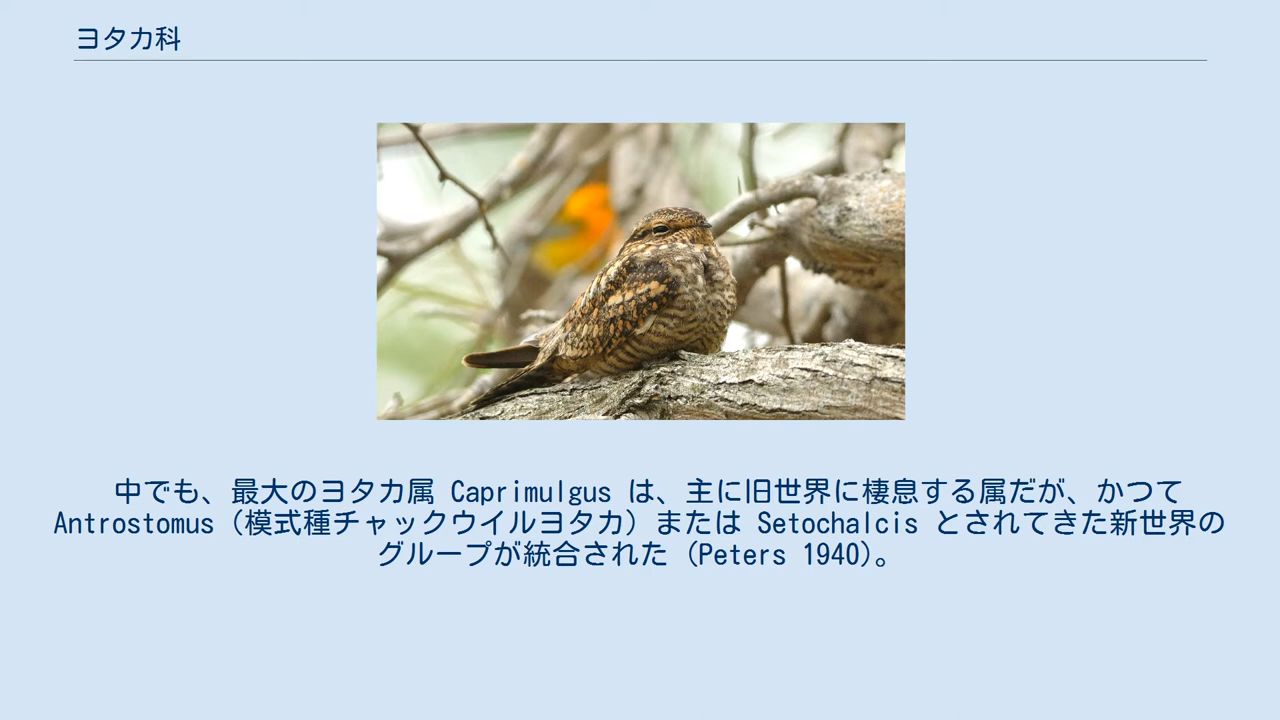 ヨタカ科
中でも、最大のヨタカ属 Caprimulgus は、主に旧世界に棲息する属だが、かつて
Antrostomus（模式種チャックウイルヨタカ）または Setochalcis とされてきた新世界の
グループが統合された（Peters 1940）。